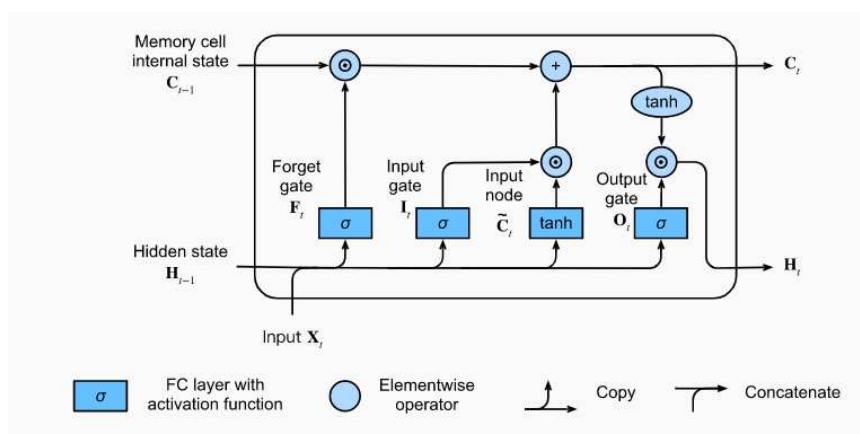 Memory cell
internal state
C_{t−1}
C_t
tanh
Forget
gate
F_t
Input
gate
I_t
Input
node
C̃_t
Output
gate
O_t
σ
σ
tanh
σ
Hidden state
H_{t−1}
H_t
Input X_t
σ
FC layer with
activation function
Elementwise
operator
Copy
Concatenate